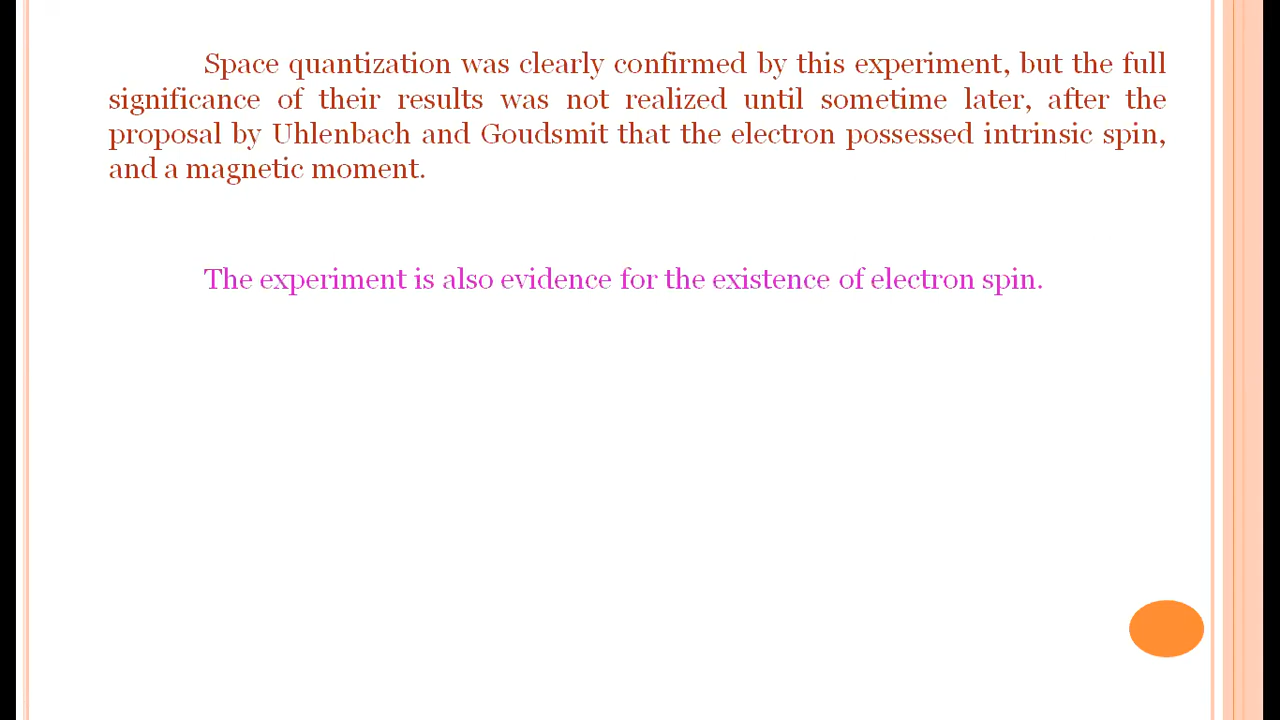 Space quantization was clearly confirmed by this experiment, but the full
significance of their results was not realized until sometime later, after the
proposal by Uhlenbach and Goudsmit that the electron possessed intrinsic spin,
and a magnetic moment.
The experiment is also evidence for the existence of electron spin.